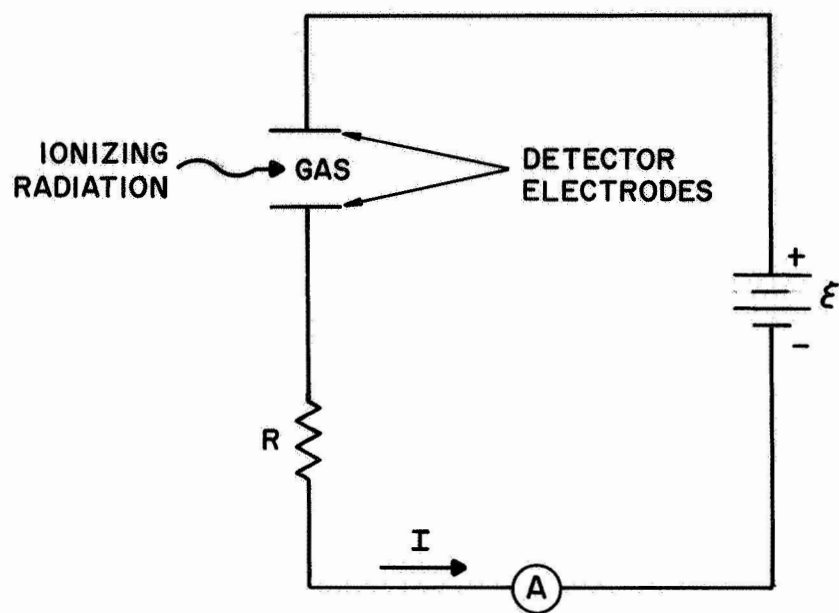 IONIZING
RADIATION
GAS
DETECTOR
ELECTRODES
+
ℰ
-
R
I
A